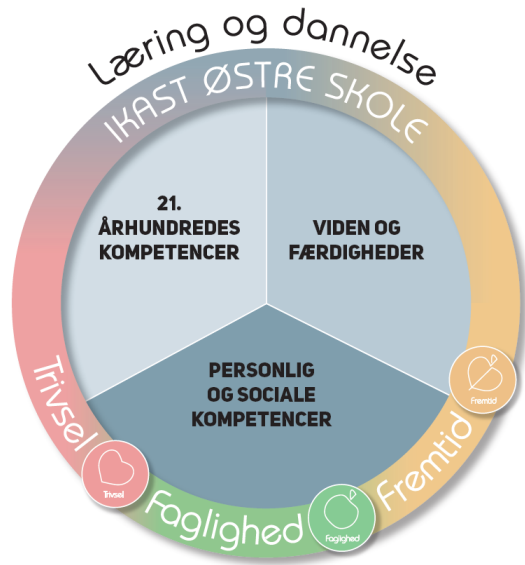 Læring og dannelse
IKAST ØSTRE SKOLE
21.
ÅRHUNDREDES
KOMPETENCER
VIDEN OG
FÆRDIGHEDER
PERSONLIG
OG SOCIALE
KOMPETENCER
Trivsel
Trivsel
Faglighed
Faglighed
Fremtid
Fremtid